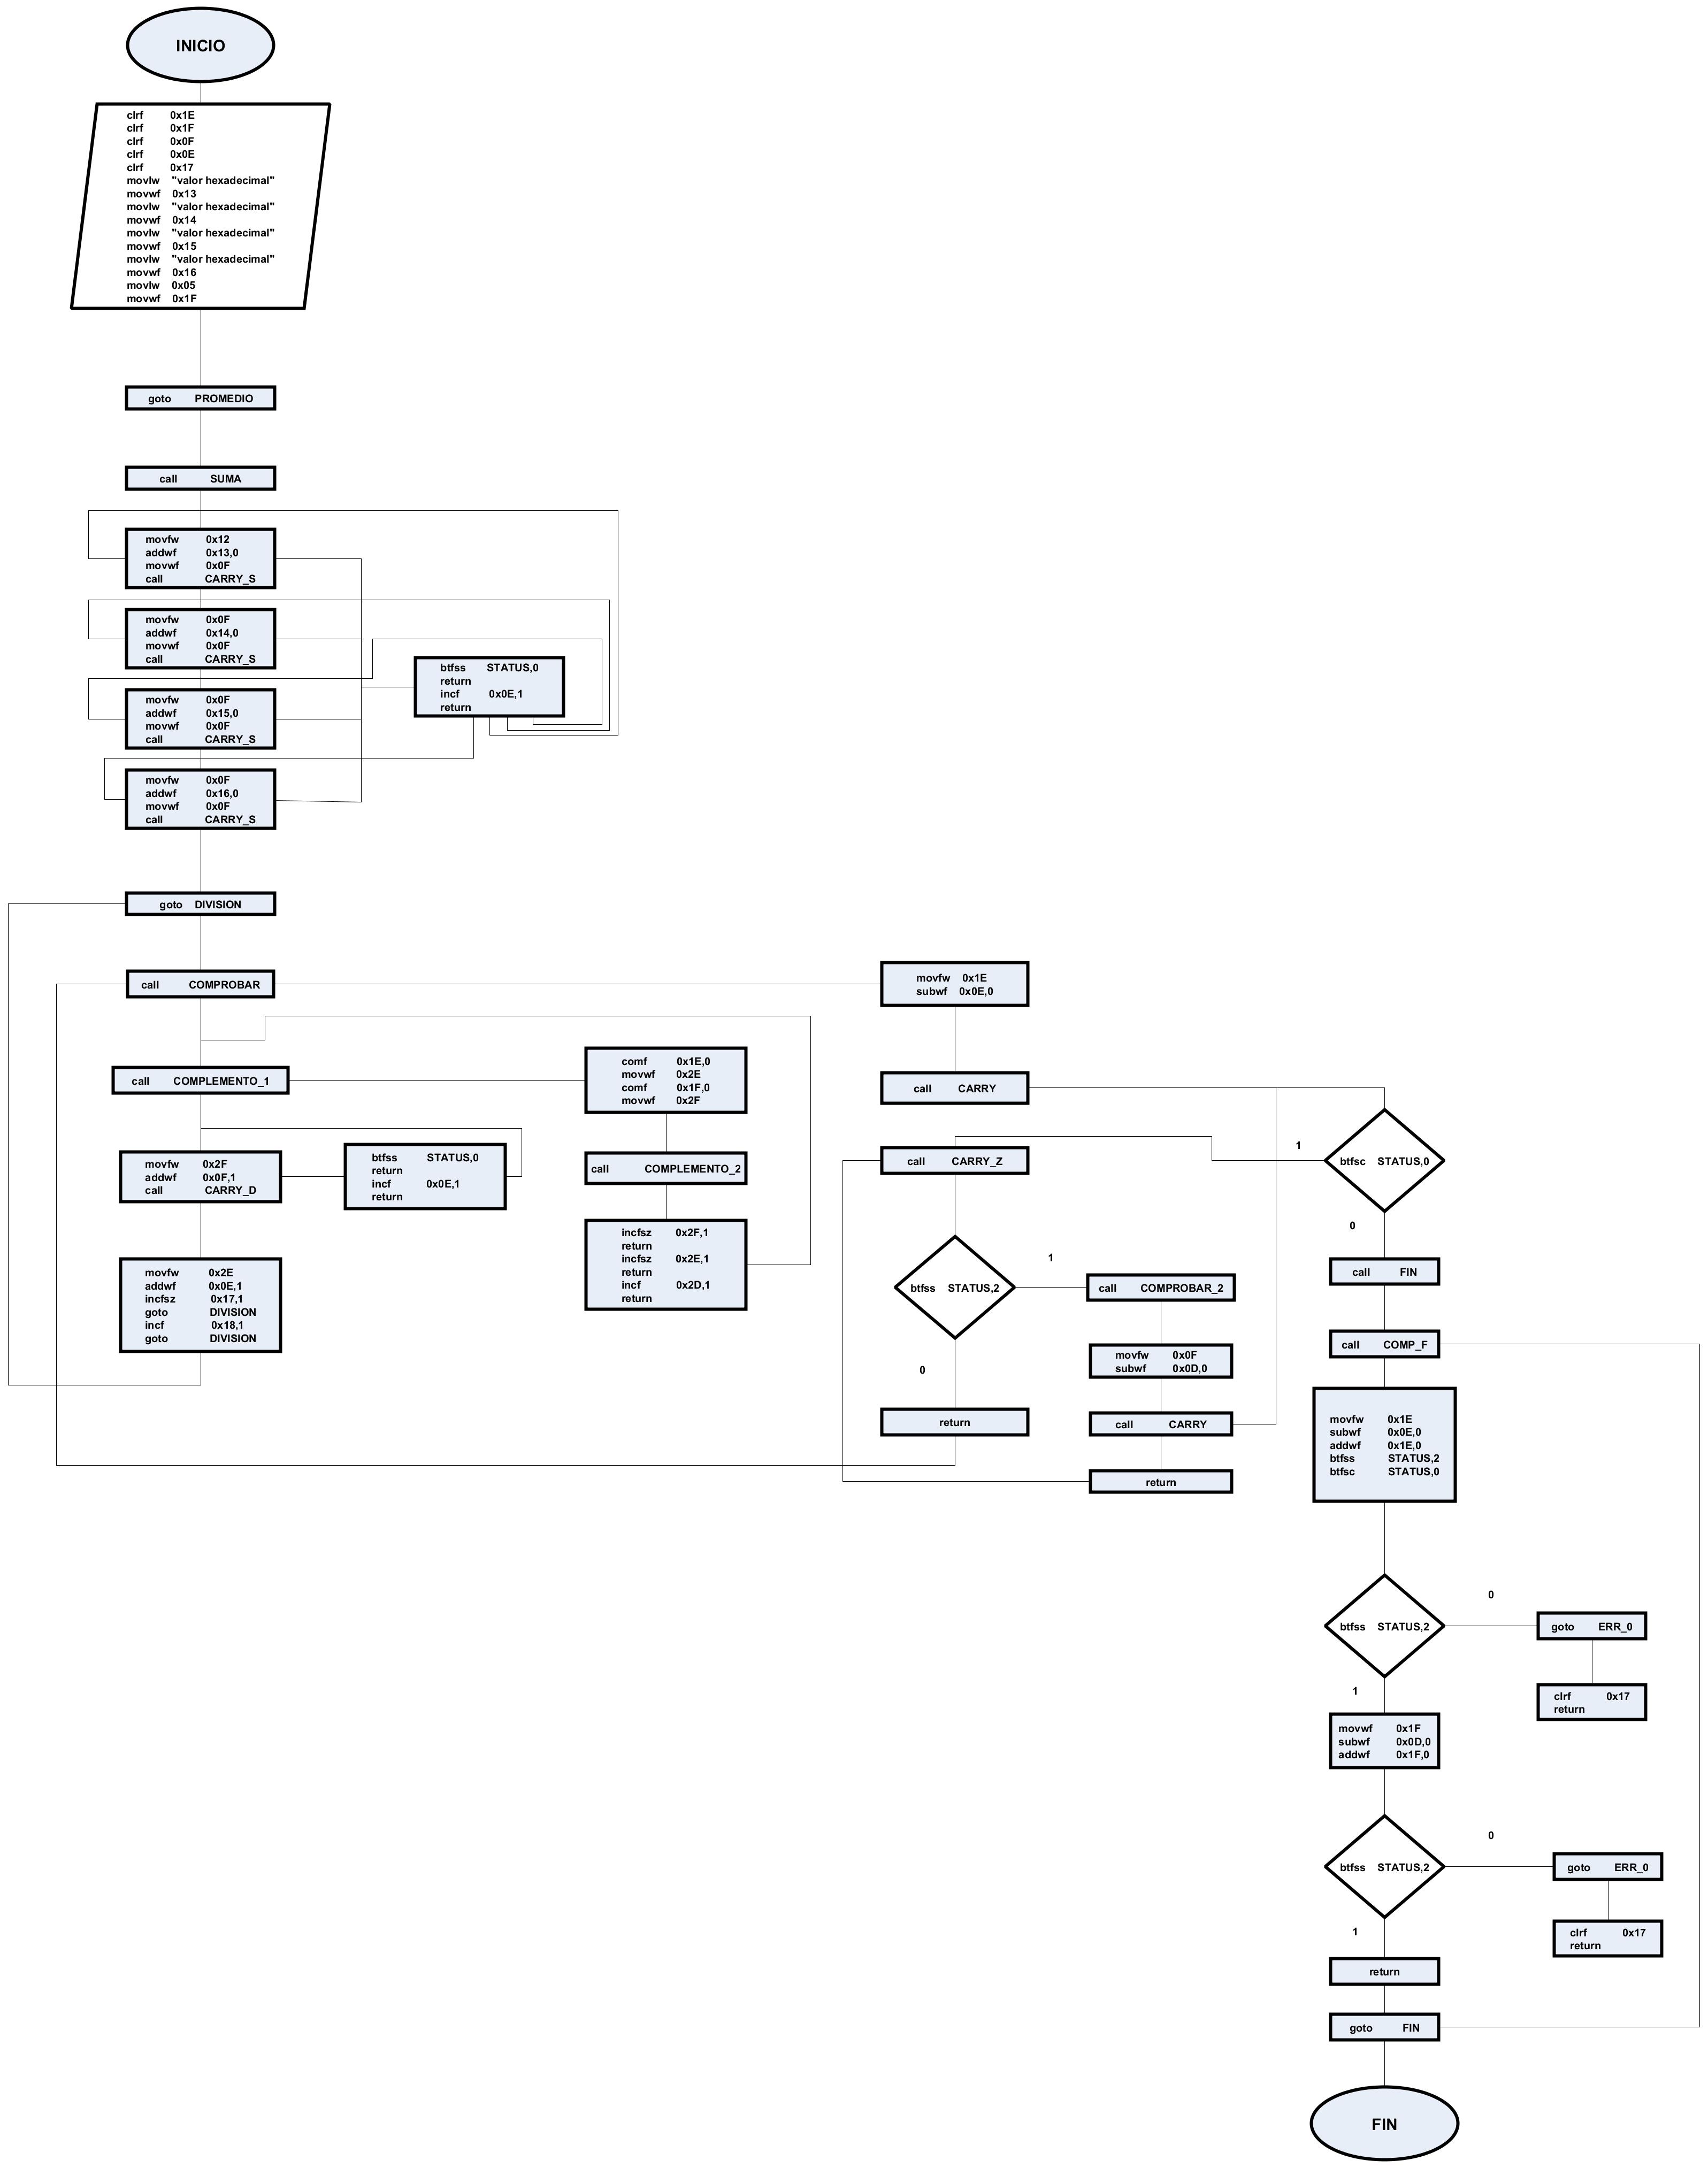 INICIO
clrf 0x1E
clrf 0x1F
clrf 0x0F
clrf 0x0E
clrf 0x17
movlw "valor hexadecimal"
movwf 0x13
movlw "valor hexadecimal"
movwf 0x14
movlw "valor hexadecimal"
movwf 0x15
movlw "valor hexadecimal"
movwf 0x16
movlw 0x05
movwf 0x1F
goto PROMEDIO
call SUMA
movfw 0x12
addwf 0x13,0
movwf 0x0F
call CARRY_S
movfw 0x0F
addwf 0x14,0
movwf 0x0F
call CARRY_S
movfw 0x0F
addwf 0x15,0
movwf 0x0F
call CARRY_S
movfw 0x0F
addwf 0x16,0
movwf 0x0F
call CARRY_S
btfss STATUS,0
return
incf 0x0E,1
return
goto DIVISION
call COMPROBAR
call COMPLEMENTO_1
movfw 0x2F
addwf 0x0F,1
call CARRY_D
btfss STATUS,0
return
incf 0x0E,1
return
movfw 0x2E
addwf 0x0E,1
incfsz 0x17,1
goto DIVISION
incf 0x18,1
goto DIVISION
comf 0x1E,0
movwf 0x2E
comf 0x1F,0
movwf 0x2F
call COMPLEMENTO_2
incfsz 0x2F,1
return
incfsz 0x2E,1
return
incf 0x2D,1
return
movfw 0x1E
subwf 0x0E,0
call CARRY
call CARRY_Z
btfss STATUS,2
1
0
return
call COMPROBAR_2
movfw 0x0F
subwf 0x0D,0
call CARRY
return
1
btfsc STATUS,0
0
call FIN
call COMP_F
movfw 0x1E
subwf 0x0E,0
addwf 0x1E,0
btfss STATUS,2
btfsc STATUS,0
btfss STATUS,2
0
goto ERR_0
clrf 0x17
return
1
movwf 0x1F
subwf 0x0D,0
addwf 0x1F,0
btfss STATUS,2
0
goto ERR_0
clrf 0x17
return
1
return
goto FIN
FIN